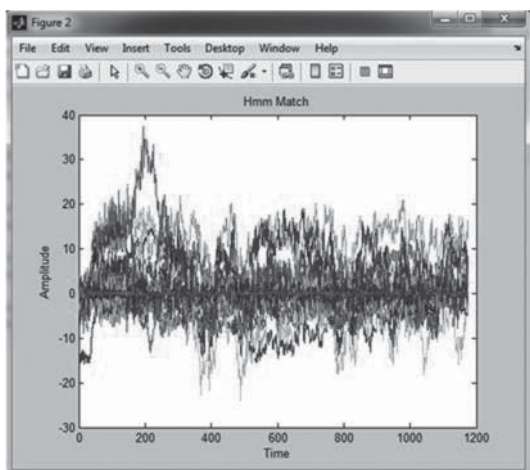 Figure 2
File Edit View Insert Tools Desktop Window Help
Hmm Match
40
30
20
10
0
-10
-20
-30
Amplitude
0 200 400 600 800 1000 1200
Time